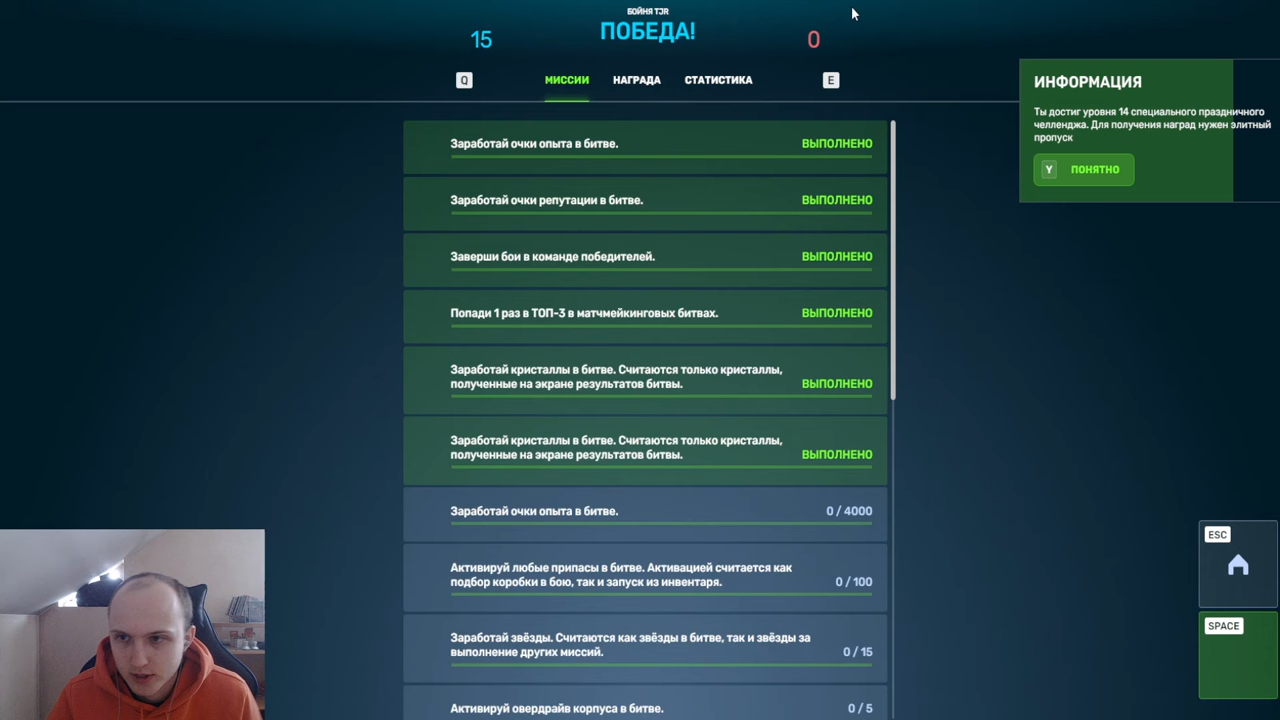 БОЙНЯ TJR
15
ПОБЕДА!
0
Q
МИССИИ
НАГРАДА
СТАТИСТИКА
E
Заработай очки опыта в битве.
ВЫПОЛНЕНО
Заработай очки репутации в битве.
ВЫПОЛНЕНО
Заверши бои в команде победителей.
ВЫПОЛНЕНО
Попади 1 раз в ТОП-3 в матчмейкинговых битвах.
ВЫПОЛНЕНО
Заработай кристаллы в битве. Считаются только кристаллы,
полученные на экране результатов битвы.
ВЫПОЛНЕНО
Заработай кристаллы в битве. Считаются только кристаллы,
полученные на экране результатов битвы.
ВЫПОЛНЕНО
Заработай очки опыта в битве.
0 / 4000
Активируй любые припасы в битве. Активацией считается как
подбор коробки в бою, так и запуск из инвентаря.
0 / 100
Заработай звёзды. Считаются как звёзды в битве, так и звёзды за
выполнение других миссий.
0 / 15
Активируй овердрайв корпуса в битве.
0 / 5
ИНФОРМАЦИЯ
Ты достиг уровня 14 специального праздничного
челленджа. Для получения наград нужен элитный
пропуск
Y
ПОНЯТНО
ESC
SPACE